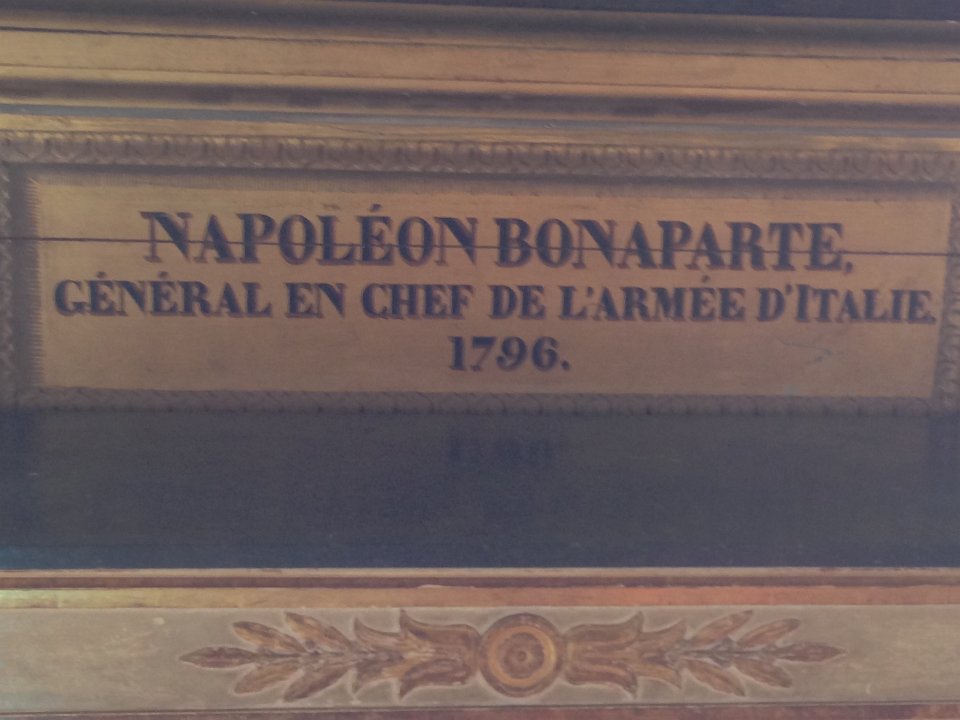 NAPOLÉON BONAPARTE,
GÉNÉRAL EN CHEF DE L'ARMÉE D'ITALIE.
1796.